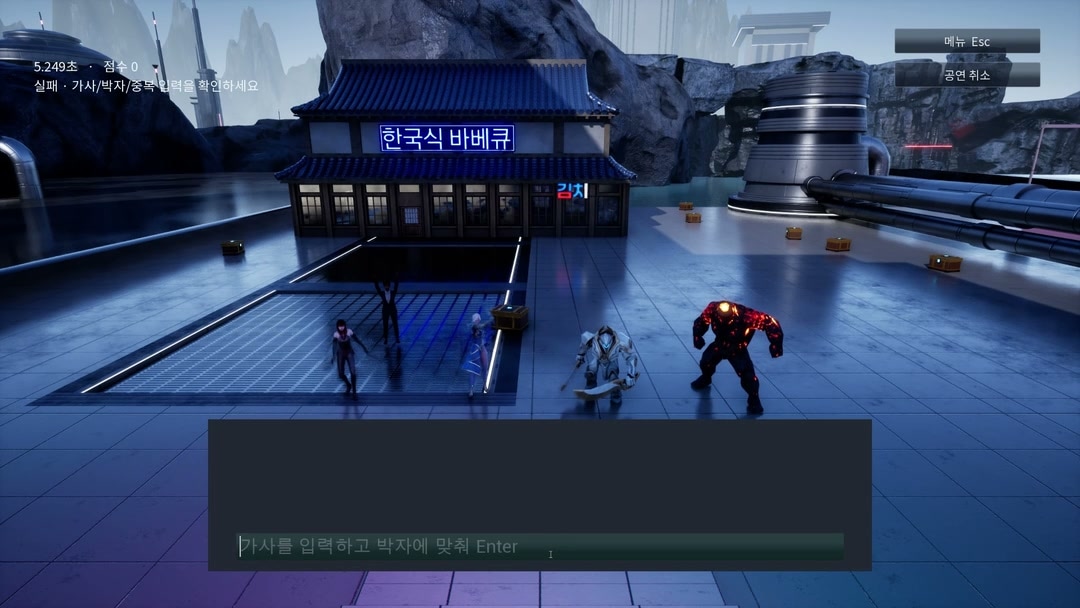 5.249초 · 점수 0
실패 · 가사/박자/중복 입력을 확인하세요
메뉴 Esc
공연 취소
한국식 바베큐
김치
가사를 입력하고 박자에 맞춰 Enter